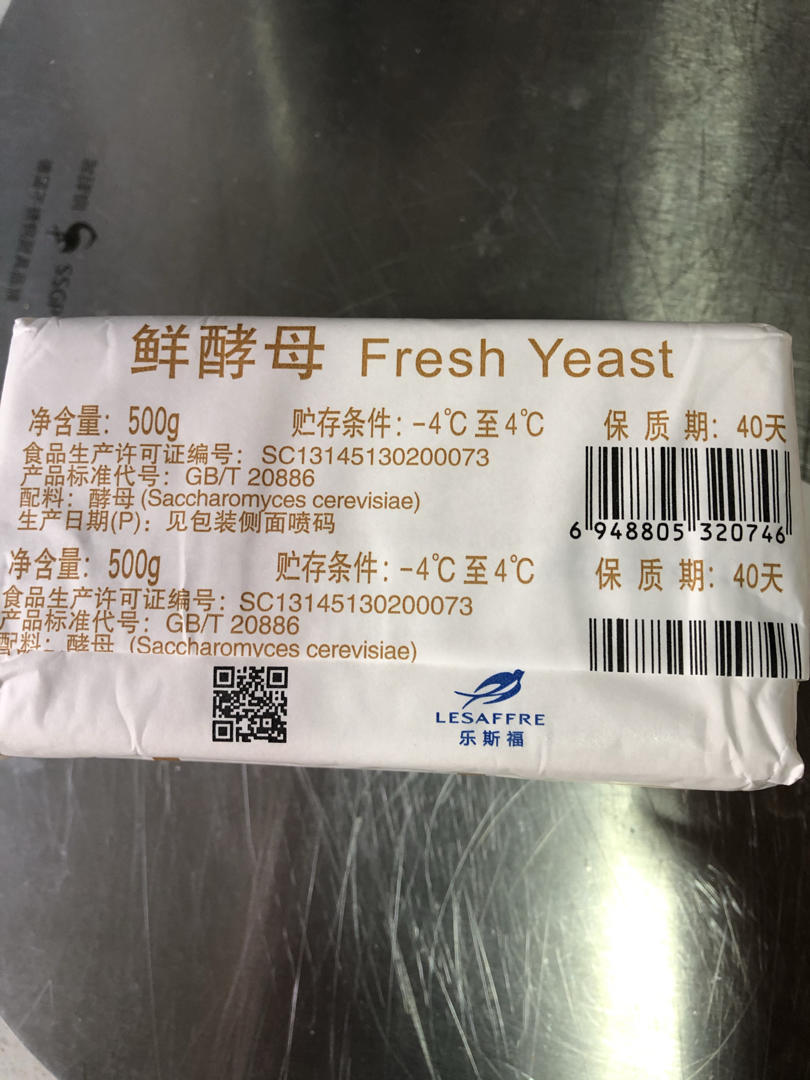 鲜酵母 Fresh Yeast
净含量：500g 贮存条件：-4℃至4℃ 保质期：40天
食品生产许可证编号：SC13145130200073
产品标准代号：GB/T 20886
配料：酵母(Saccharomyces cerevisiae)
生产日期(P)：见包装侧面喷码
6 948805 320746
净含量：500g 贮存条件：-4℃至4℃ 保质期：40天
食品生产许可证编号：SC13145130200073
产品标准代号：GB/T 20886
配料：酵母 (Saccharomyces cerevisiae)
LESAFFRE
乐斯福